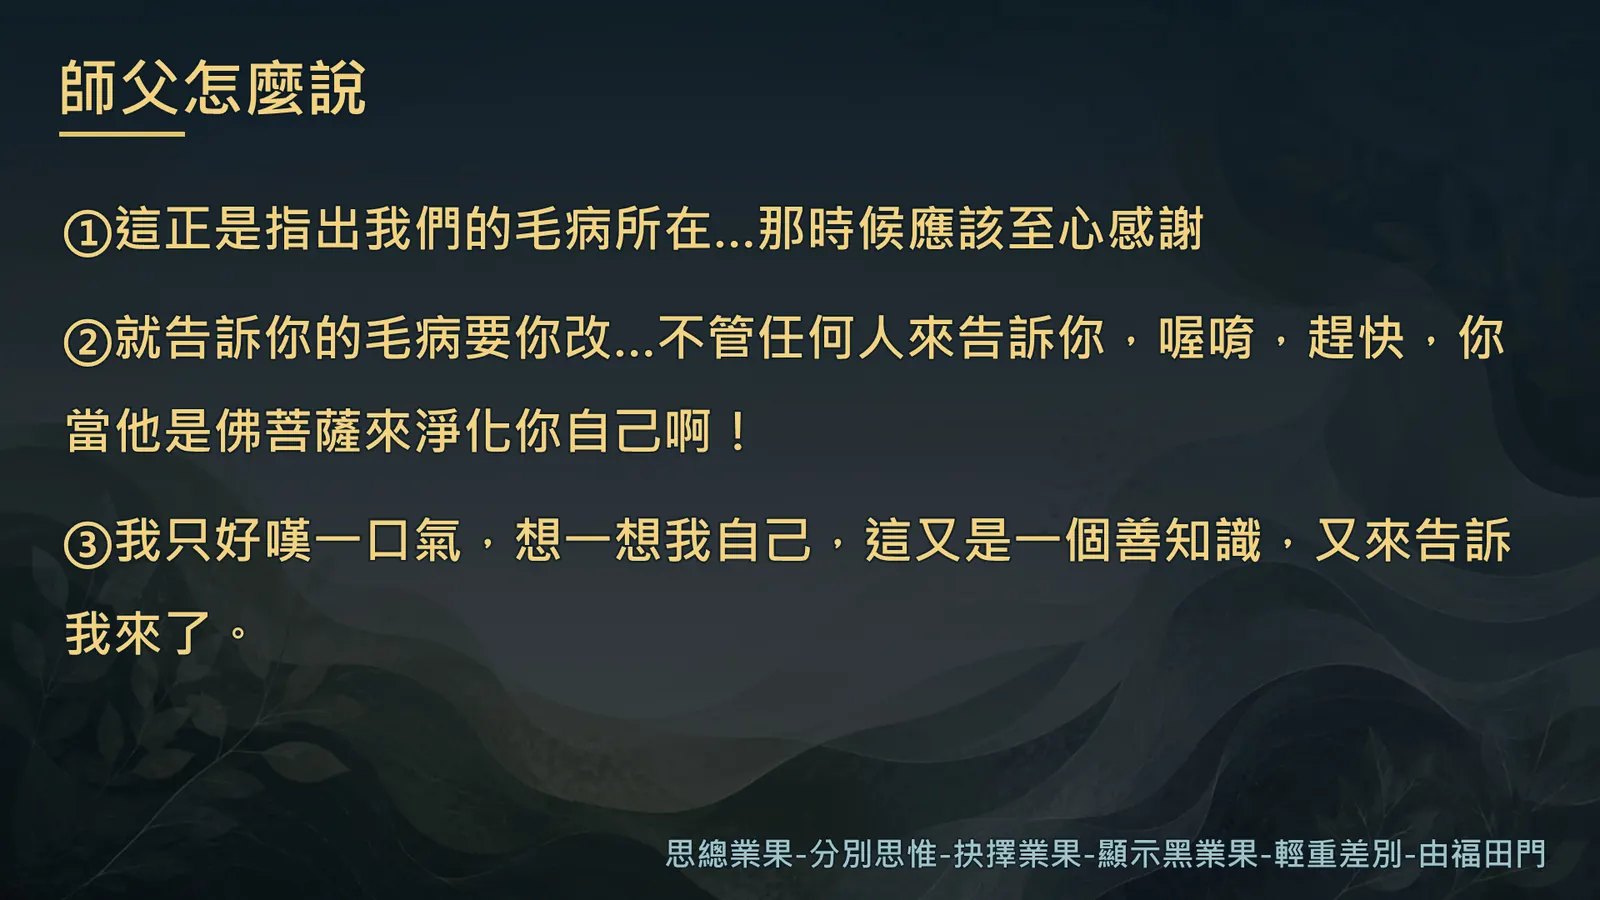 師父怎麼說
①這正是指出我們的毛病所在...那時候應該至心感謝
②就告訴你的毛病要你改...不管任何人來告訴你，喔唷，趕快，你
當他是佛菩薩來淨化你自己啊！
③我只好嘆一口氣，想一想我自己，這又是一個善知識，又來告訴
我來了。
思總業果-分別思惟-抉擇業果-顯示黑業果-輕重差別-由福田門